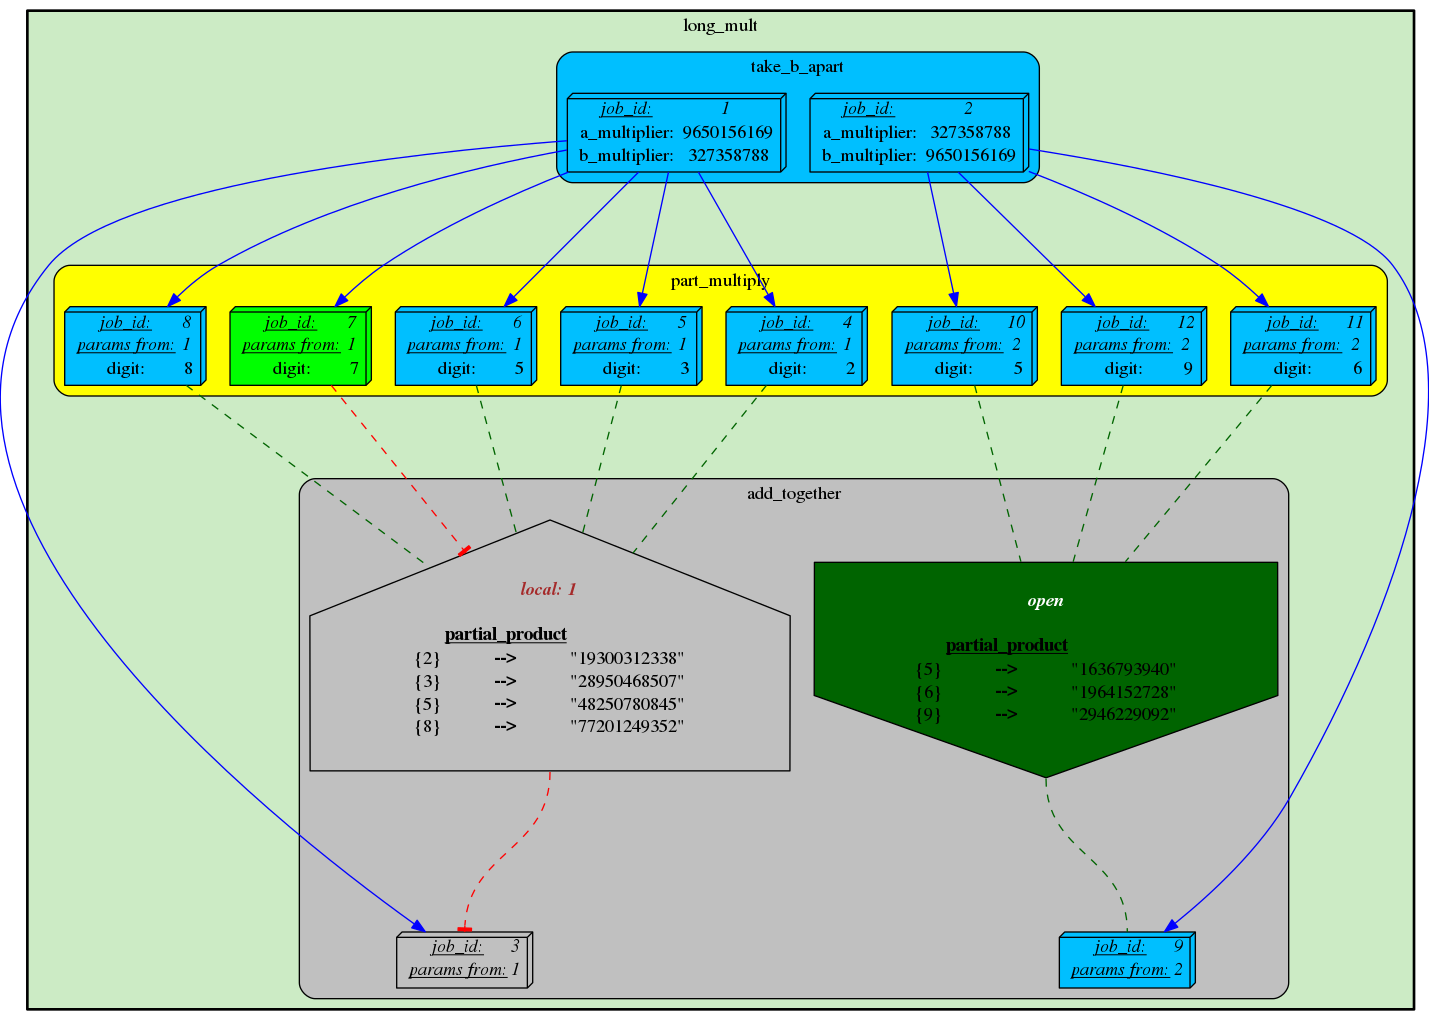 long_mult
take_b_apart
job_id: 1
a_multiplier: 9650156169
b_multiplier: 327358788
job_id: 2
a_multiplier: 327358788
b_multiplier: 9650156169
part_multiply
job_id: 8
params from: 1
digit: 8
job_id: 7
params from: 1
digit: 7
job_id: 6
params from: 1
digit: 5
job_id: 5
params from: 1
digit: 3
job_id: 4
params from: 1
digit: 2
job_id: 10
params from: 2
digit: 5
job_id: 12
params from: 2
digit: 9
job_id: 11
params from: 2
digit: 6
add_together
local: 1
partial_product
{2} --> "19300312338"
{3} --> "28950468507"
{5} --> "48250780845"
{8} --> "77201249352"
open
partial_product
{5} --> "1636793940"
{6} --> "1964152728"
{9} --> "2946229092"
job_id: 3
params from: 1
job_id: 9
params from: 2